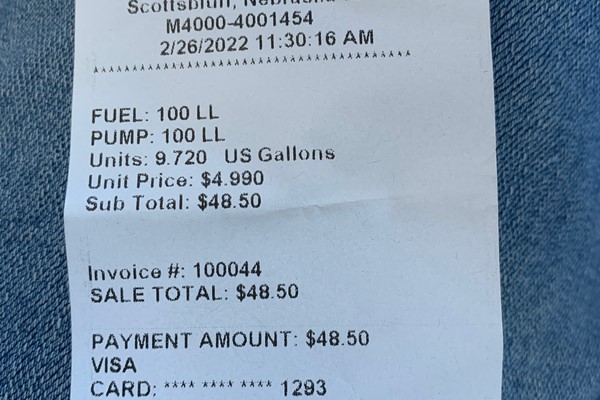 Scottsbluff, Nebraska
M4000-4001454
2/26/2022 11:30:16 AM
****************************************
FUEL: 100 LL
PUMP: 100 LL
Units: 9.720 US Gallons
Unit Price: $4.990
Sub Total: $48.50
Invoice #: 100044
SALE TOTAL: $48.50
PAYMENT AMOUNT: $48.50
VISA
CARD: **** **** **** 1293